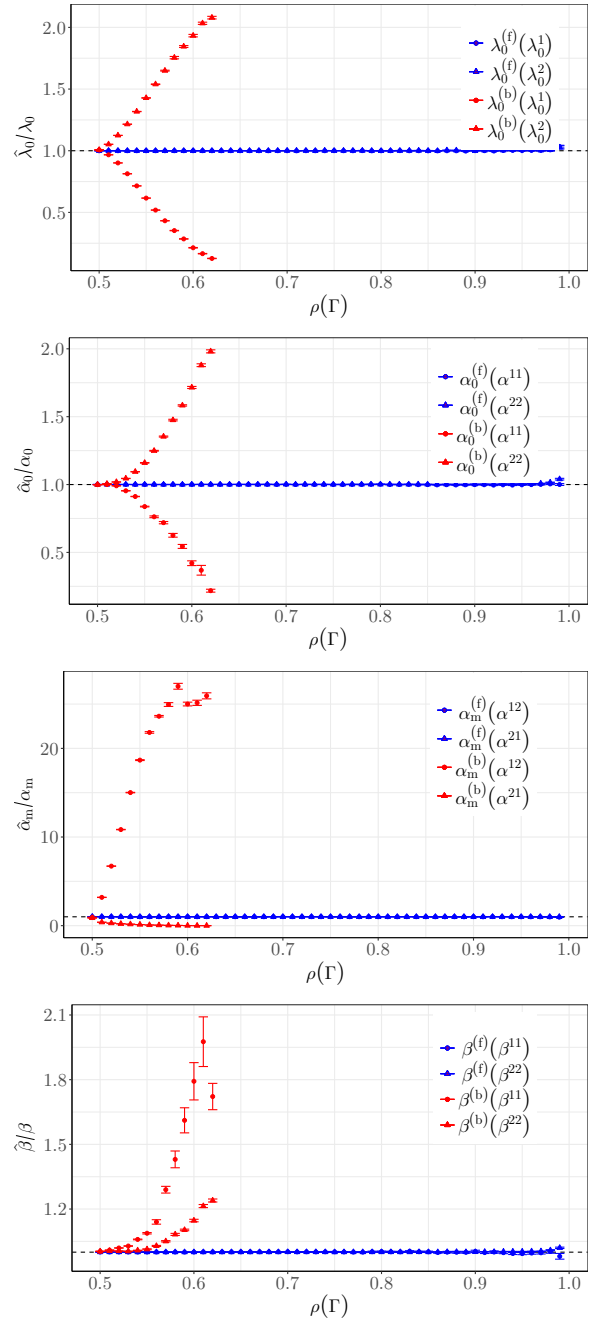 2.0
1.5
1.0
0.5
λ̂₀/λ₀
λ₀⁽ᶠ⁾(λ₀¹)
λ₀⁽ᶠ⁾(λ₀²)
λ₀⁽ᵇ⁾(λ₀¹)
λ₀⁽ᵇ⁾(λ₀²)
0.5 0.6 0.7 0.8 0.9 1.0
ρ(Γ)
2.0
1.5
1.0
0.5
α̂₀/α₀
α₀⁽ᶠ⁾(α¹¹)
α₀⁽ᶠ⁾(α²²)
α₀⁽ᵇ⁾(α¹¹)
α₀⁽ᵇ⁾(α²²)
0.5 0.6 0.7 0.8 0.9 1.0
ρ(Γ)
20
10
0
α̂ₘ/αₘ
αₘ⁽ᶠ⁾(α¹²)
αₘ⁽ᶠ⁾(α²¹)
αₘ⁽ᵇ⁾(α¹²)
αₘ⁽ᵇ⁾(α²¹)
0.5 0.6 0.7 0.8 0.9 1.0
ρ(Γ)
2.1
1.8
1.5
1.2
β̂/β
β⁽ᶠ⁾(β¹¹)
β⁽ᶠ⁾(β²²)
β⁽ᵇ⁾(β¹¹)
β⁽ᵇ⁾(β²²)
0.5 0.6 0.7 0.8 0.9 1.0
ρ(Γ)